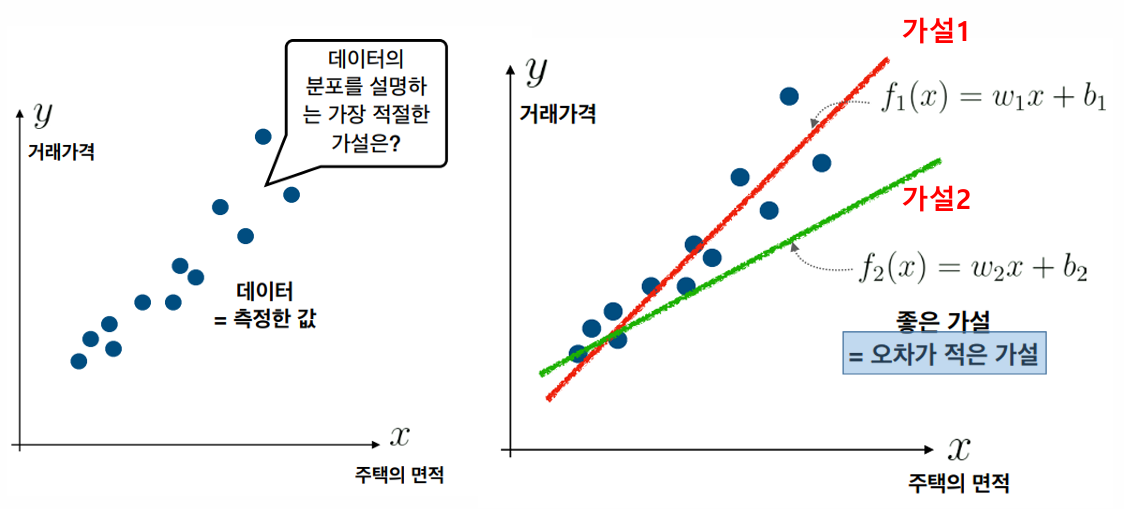 y
거래가격
데이터의
분포를 설명하
는 가장 적절한
가설은?
데이터
= 측정한 값
x
주택의 면적
가설1
y
거래가격
f₁(x) = w₁x + b₁
가설2
f₂(x) = w₂x + b₂
좋은 가설
= 오차가 적은 가설
x
주택의 면적